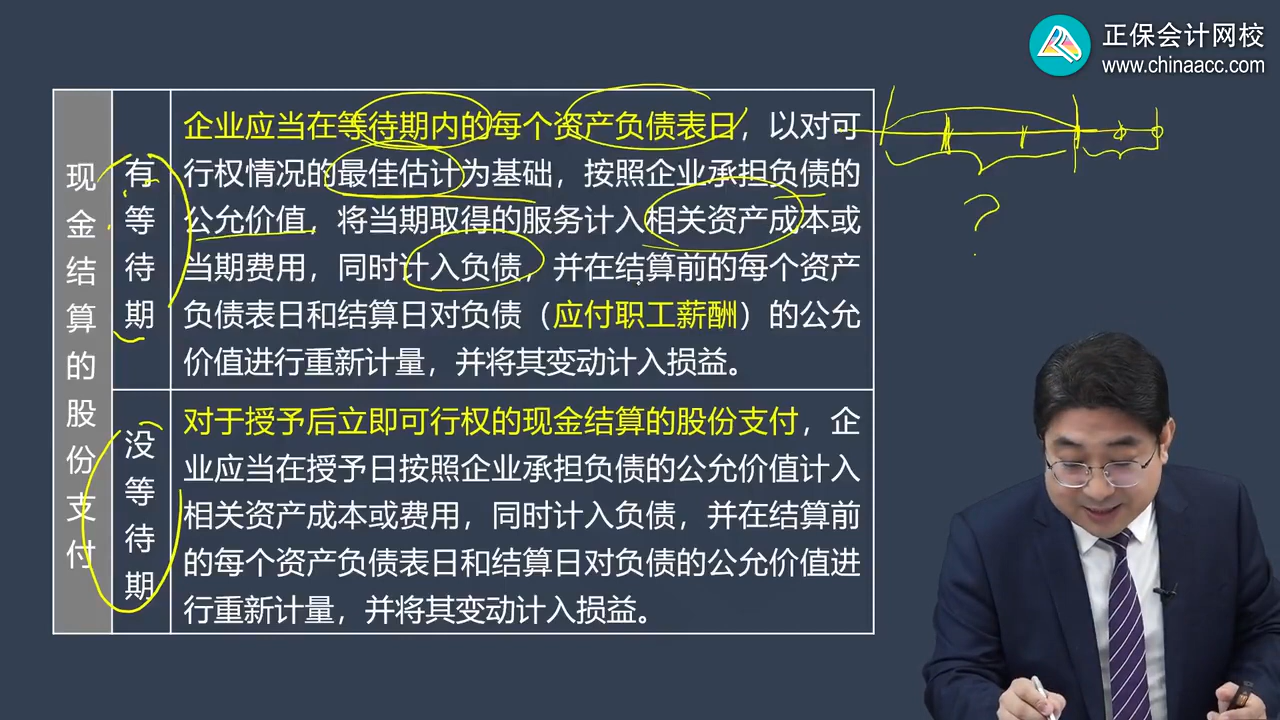 正保会计网校
www.chinaacc.com
现金结算的股份支付
有等待期
企业应当在等待期内的每个资产负债表日，以对可
行权情况的最佳估计为基础，按照企业承担负债的
公允价值，将当期取得的服务计入相关资产成本或
当期费用，同时计入负债，并在结算前的每个资产
负债表日和结算日对负债（应付职工薪酬）的公允
价值进行重新计量，并将其变动计入损益。
没等待期
对于授予后立即可行权的现金结算的股份支付，企
业应当在授予日按照企业承担负债的公允价值计入
相关资产成本或费用，同时计入负债，并在结算前
的每个资产负债表日和结算日对负债的公允价值进
行重新计量，并将其变动计入损益。
?